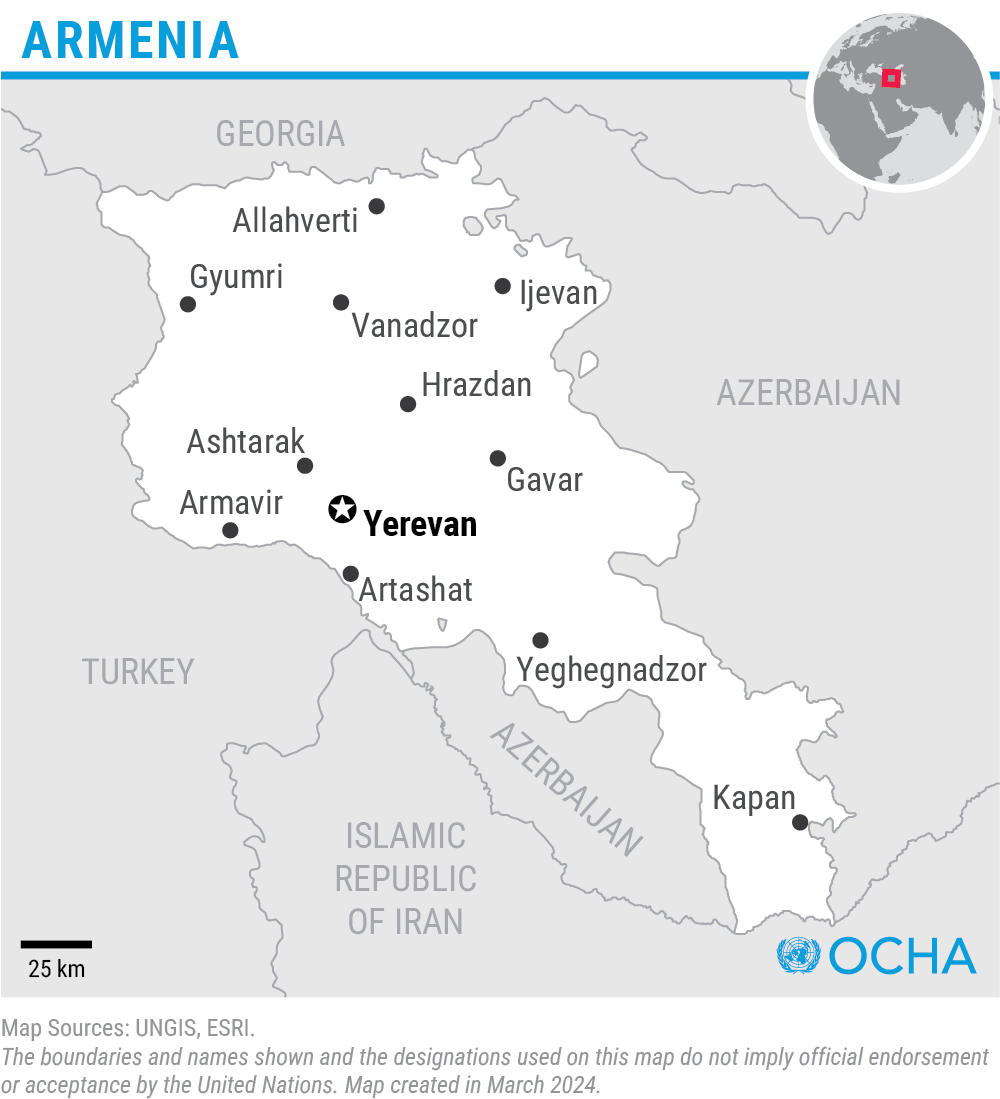 ARMENIA
GEORGIA
Allahverti
Gyumri
Ijevan
Vanadzor
Hrazdan
AZERBAIJAN
Ashtarak
Gavar
Armavir
Yerevan
Artashat
TURKEY
Yeghegnadzor
AZERBAIJAN
Kapan
ISLAMIC
REPUBLIC
OF IRAN
25 km
OCHA
Map Sources: UNGIS, ESRI.
The boundaries and names shown and the designations used on this map do not imply official endorsement
or acceptance by the United Nations. Map created in March 2024.